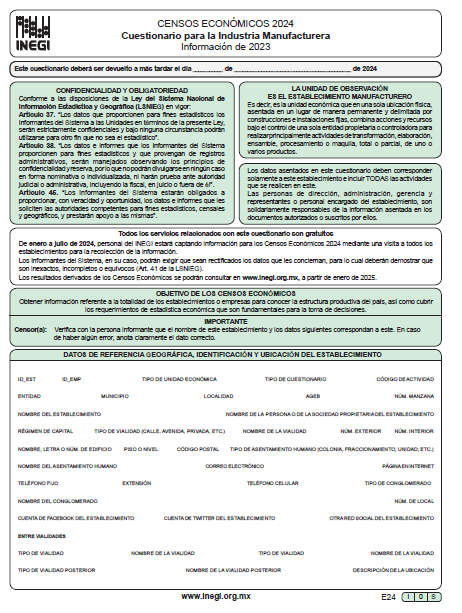 INEGI
CENSOS ECONÓMICOS 2024
Cuestionario para la Industria Manufacturera
Información de 2023
Este cuestionario deberá ser devuelto a más tardar el día ________ de ______________________________ de 2024
CONFIDENCIALIDAD Y OBLIGATORIEDAD
Conforme a las disposiciones de la Ley del Sistema Nacional de
Información Estadística y Geográfica (LSNIEG) en vigor:
Artículo 37. "Los datos que proporcionen para fines estadísticos los
informantes del Sistema a las Unidades en términos de la presente Ley,
serán estrictamente confidenciales y bajo ninguna circunstancia podrán
utilizarse para otro fin que no sea el estadístico".
Artículo 38. "Los datos e informes que los informantes del Sistema
proporcionen para fines estadísticos y que provengan de registros
administrativos, serán manejados observando los principios de
confidencialidad y reserva, por lo que no podrán divulgarse en ningún caso
en forma nominativa o individualizada, ni harán prueba ante autoridad
judicial o administrativa, incluyendo la fiscal, en juicio o fuera de él".
Artículo 45. "Los informantes del Sistema estarán obligados a
proporcionar, con veracidad y oportunidad, los datos e informes que les
soliciten las autoridades competentes para fines estadísticos, censales
y geográficos, y prestarán apoyo a las mismas".
LA UNIDAD DE OBSERVACIÓN
ES EL ESTABLECIMIENTO MANUFACTURERO
Es decir, es la unidad económica que en una sola ubicación física,
asentada en un lugar de manera permanente y delimitada por
construcciones e instalaciones fijas, combina acciones y recursos
bajo el control de una sola entidad propietaria o controladora para
realizar principalmente actividades de transformación, elaboración,
ensamble, procesamiento o maquila, total o parcial, de uno o
varios productos.
Los datos asentados en este cuestionario deben corresponder
solamente a este establecimiento e incluir TODAS las actividades
que se realicen en este.
Las personas de dirección, administración, gerencia y
representantes o personal encargado del establecimiento, son
solidariamente responsables de la información asentada en los
documentos autorizados o suscritos por ellos.
Todos los servicios relacionados con este cuestionario son gratuitos
De enero a julio de 2024, personal del INEGI estará captando información para los Censos Económicos 2024 mediante una visita a todos los
establecimientos para la recolección de la información.
Los informantes del Sistema, en su caso, podrán exigir que sean rectificados los datos que les conciernan, para lo cual deberán demostrar que
son inexactos, incompletos o equívocos (Art. 41 de la LSNIEG).
Los resultados derivados de los Censos Económicos se podrán consultar en www.inegi.org.mx, a partir de enero de 2025.
OBJETIVO DE LOS CENSOS ECONÓMICOS
Obtener información referente a la totalidad de los establecimientos o empresas para conocer la estructura productiva del país, así como cubrir
los requerimientos de estadística económica que son fundamentales para la toma de decisiones.
IMPORTANTE
Censor(a): Verifica con la persona informante que el nombre de este establecimiento y los datos siguientes correspondan a este. En caso
de haber algún error, anota claramente el dato correcto.
DATOS DE REFERENCIA GEOGRÁFICA, IDENTIFICACIÓN Y UBICACIÓN DEL ESTABLECIMIENTO
ID_EST ID_EMP TIPO DE UNIDAD ECONÓMICA TIPO DE CUESTIONARIO CÓDIGO ACTIVIDAD
ENTIDAD MUNICIPIO LOCALIDAD AGEB NÚM. MANZANA
NOMBRE DEL ESTABLECIMIENTO NOMBRE DE LA PERSONA O DE LA SOCIEDAD PROPIETARIA DEL ESTABLECIMIENTO
RÉGIMEN DE CAPITAL TIPO DE VIALIDAD (CALLE, AVENIDA, PRIVADA, ETC.) NOMBRE DE LA VIALIDAD NÚM. EXTERIOR NÚM. INTERIOR
NOMBRE, LETRA O NÚM. DE EDIFICIO PISO O NIVEL CÓDIGO POSTAL TIPO DE ASENTAMIENTO HUMANO (COLONIA, FRACCIONAMIENTO, UNIDAD, ETC.)
NOMBRE DEL ASENTAMIENTO HUMANO CORREO ELECTRÓNICO PÁGINA EN INTERNET
TELÉFONO FIJO EXTENSIÓN TELÉFONO CELULAR TIPO DE CONGLOMERADO
NOMBRE DEL CONGLOMERADO NÚM. DE LOCAL
CUENTA DE FACEBOOK DEL ESTABLECIMIENTO CUENTA DE TWITTER DEL ESTABLECIMIENTO OTRA RED SOCIAL DEL ESTABLECIMIENTO
ENTRE VIALIDADES
TIPO DE VIALIDAD NOMBRE DE LA VIALIDAD TIPO DE VIALIDAD NOMBRE DE LA VIALIDAD
TIPO DE VIALIDAD POSTERIOR NOMBRE DE LA VIALIDAD POSTERIOR DESCRIPCIÓN DE LA UBICACIÓN
www.inegi.org.mx
E24 I 0 6